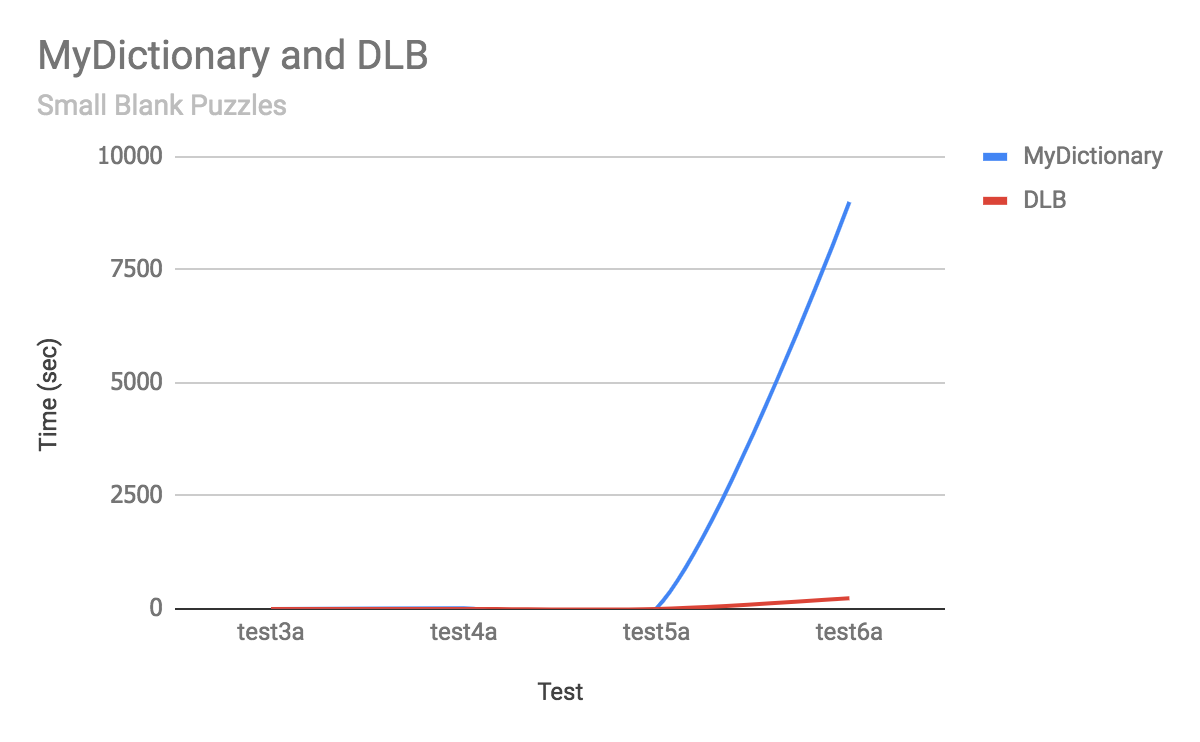 MyDictionary and DLB
Small Blank Puzzles
10000
7500
5000
2500
0
Time (sec)
test3a test4a test5a test6a
Test
MyDictionary
DLB